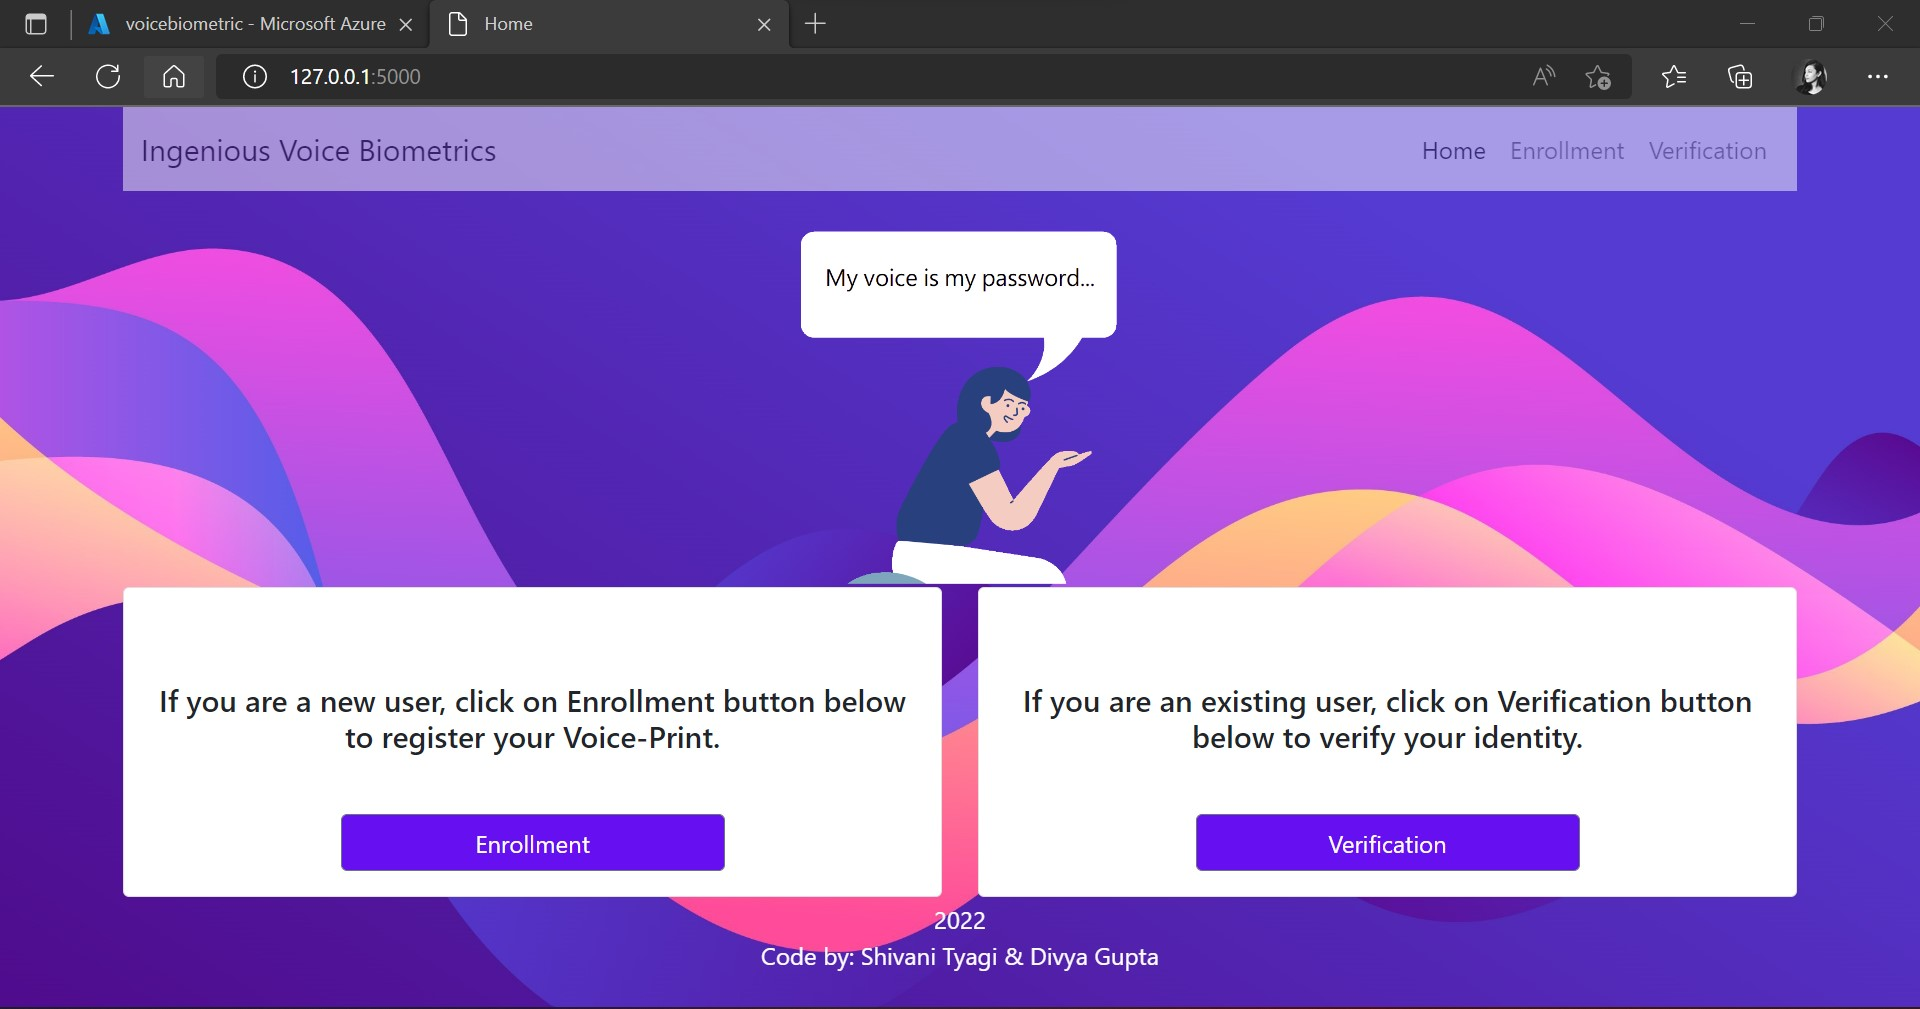 voicebiometric - Microsoft Azure
Home
127.0.0.1:5000
Ingenious Voice Biometrics
Home Enrollment Verification
My voice is my password...
If you are a new user, click on Enrollment button below
to register your Voice-Print.
Enrollment
If you are an existing user, click on Verification button
below to verify your identity.
Verification
2022
Code by: Shivani Tyagi & Divya Gupta